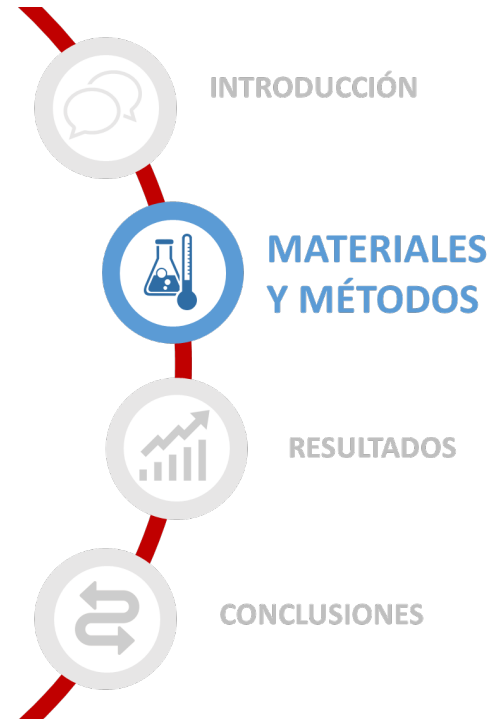 INTRODUCCIÓN
MATERIALES
Y MÉTODOS
RESULTADOS
CONCLUSIONES